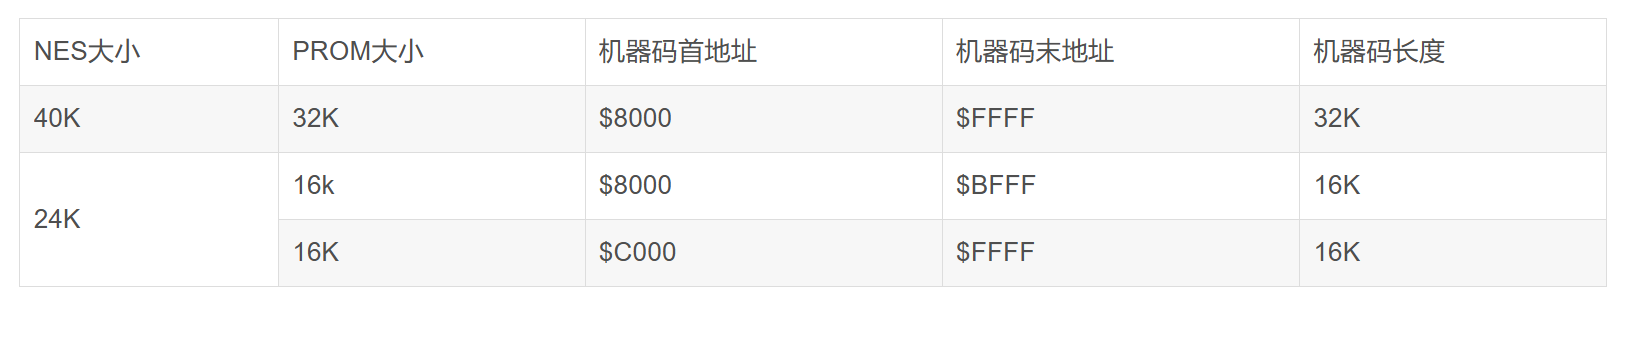 NES大小 PROM大小 机器码首地址 机器码末地址 机器码长度
40K 32K $8000 $FFFF 32K
24K 16k $8000 $BFFF 16K
16K $C000 $FFFF 16K